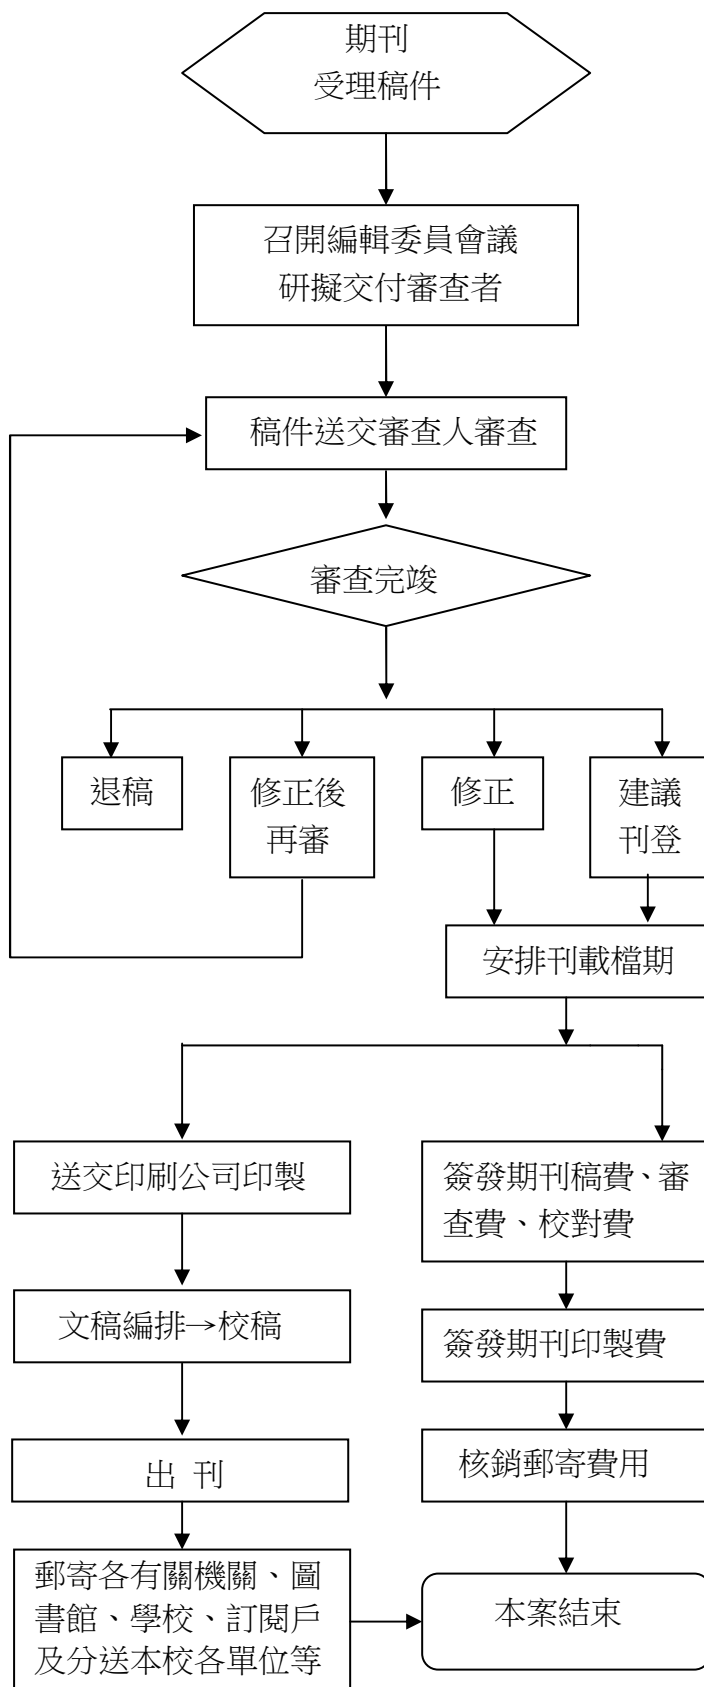 期刊
受理稿件
召開編輯委員會議
研擬交付審查者
稿件送交審查人審查
審查完竣
退稿
修正後
再審
修正
建議
刊登
安排刊載檔期
送交印刷公司印製
簽發期刊稿費、審
查費、校對費
文稿編排→校稿
簽發期刊印製費
出 刊
核銷郵寄費用
郵寄各有關機關、圖
書館、學校、訂閱戶
及分送本校各單位等
本案結束